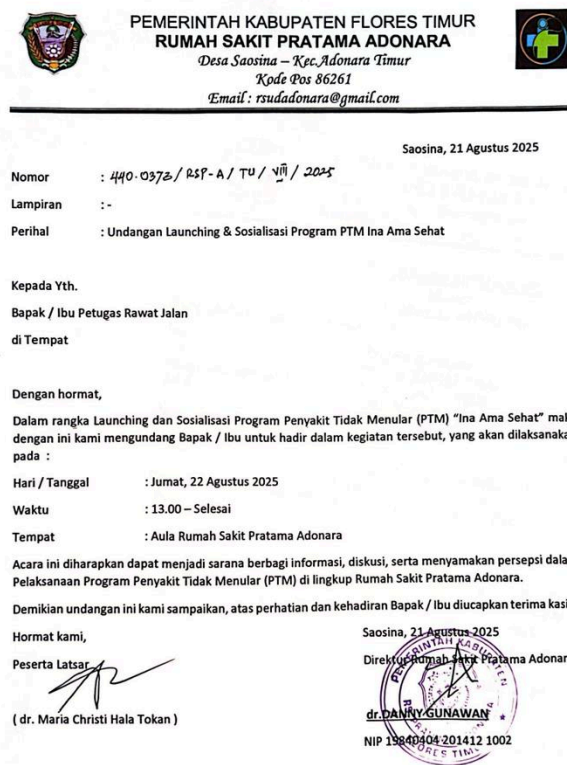 PEMERINTAH KABUPATEN FLORES TIMUR
RUMAH SAKIT PRATAMA ADONARA
Desa Saosina – Kec.Adonara Timur
Kode Pos 86261
Email : rsudadonara@gmail.com
Saosina, 21 Agustus 2025
Nomor : 440.0373/ RSP-A/ TU/ VIII/ 2025
Lampiran : -
Perihal : Undangan Launching & Sosialisasi Program PTM Ina Ama Sehat
Kepada Yth.
Bapak / Ibu Petugas Rawat Jalan
di Tempat
Dengan hormat,
Dalam rangka Launching dan Sosialisasi Program Penyakit Tidak Menular (PTM) “Ina Ama Sehat” mak
dengan ini kami mengundang Bapak / Ibu untuk hadir dalam kegiatan tersebut, yang akan dilaksanaka
pada :
Hari / Tanggal : Jumat, 22 Agustus 2025
Waktu : 13.00 – Selesai
Tempat : Aula Rumah Sakit Pratama Adonara
Acara ini diharapkan dapat menjadi sarana berbagi informasi, diskusi, serta menyamakan persepsi dala
Pelaksanaan Program Penyakit Tidak Menular (PTM) di lingkup Rumah Sakit Pratama Adonara.
Demikian undangan ini kami sampaikan, atas perhatian dan kehadiran Bapak / Ibu diucapkan terima kasi
Hormat kami,
Peserta Latsar
( dr. Maria Christi Hala Tokan )
Saosina, 21 Agustus 2025
Direktur Rumah Sakit Pratama Adonar
dr.DANNY GUNAWAN
NIP 19840404 201412 1002